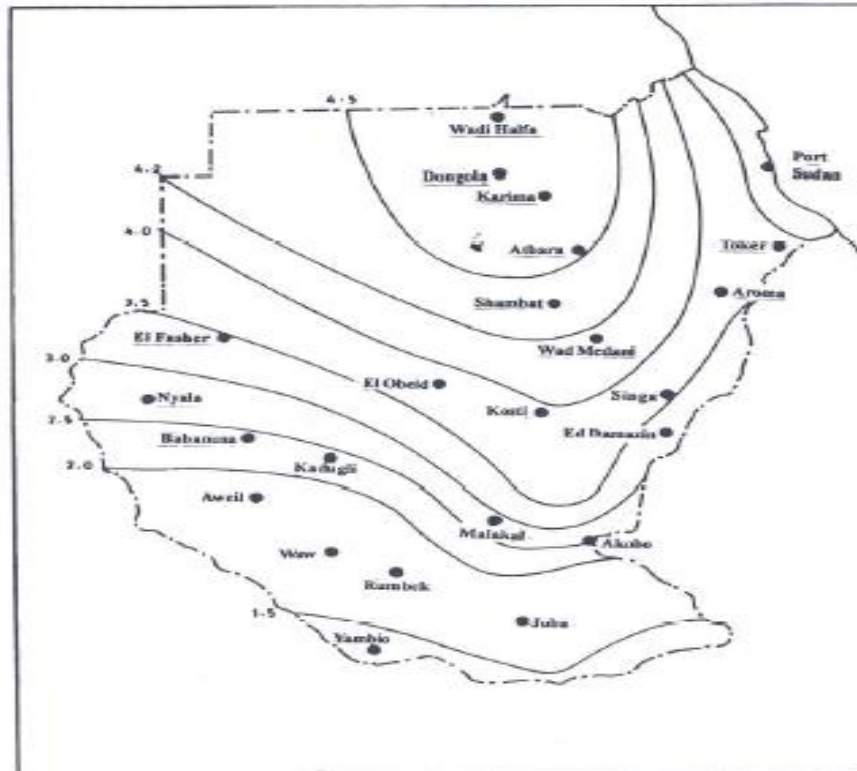 4-5
Wadi Halfa
Port
Sudan
4-2
Dongola
Karima
4-0
Atbara
Toker
Shambat
Aroma
3.5
El Fasher
Wad Medani
3-0
El Obeid
Singa
Nyala
Kosti
2-5
Babanusa
Ed Damazin
2.0
Kadugli
Aweil
Malakal
Akobo
Waw
Rumbek
1-5
Juba
Yambio